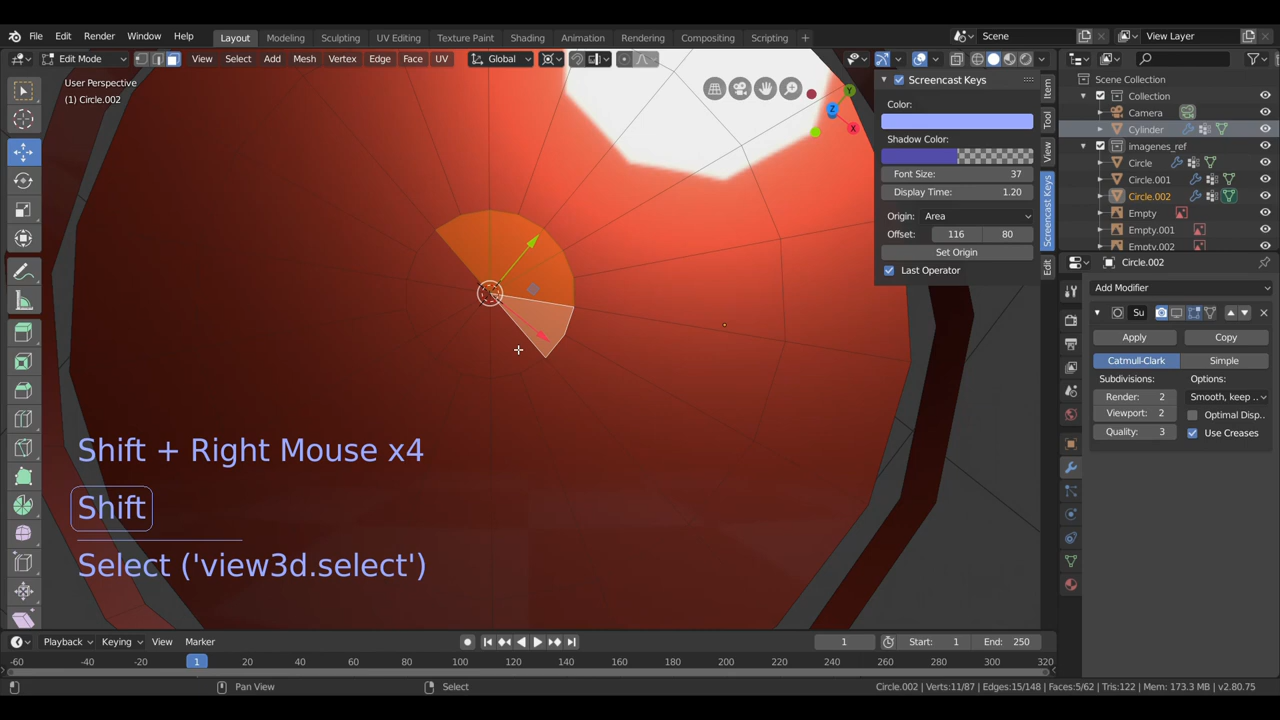 File Edit Render Window Help Layout Modeling Sculpting UV Editing Texture Paint Shading Animation Rendering Compositing Scripting + Scene View Layer
Edit Mode View Select Add Mesh Vertex Edge Face UV Global
User Perspective
(1) Circle.002
Y
Z
X
Screencast Keys
Color:
Shadow Color:
Font Size: 37
Display Time: 1.20
Origin: Area
Offset: 116 80
Set Origin
Last Operator
Item
Tool
View
Screencast Keys
Edit
Scene Collection
Collection
Camera
Cylinder
imagenes_ref
Circle
Circle.001
Circle.002
Empty
Empty.001
Empty.002
Circle.002
Add Modifier
Su
Apply Copy
Catmull-Clark Simple
Subdivisions: Options:
Render: 2 Smooth, keep ..
Viewport: 2 Optimal Disp..
Quality: 3 Use Creases
Shift + Right Mouse x4
Shift
Select ('view3d.select')
Playback Keying View Marker 1 Start: 1 End: 250
-60 -40 -20 1 20 40 60 80 100 120 140 160 180 200 220 240 260 280 300 320
Pan View Select Circle.002 | Verts:11/87 | Edges:15/148 | Faces:5/62 | Tris:122 | Mem: 173.3 MB | v2.80.75